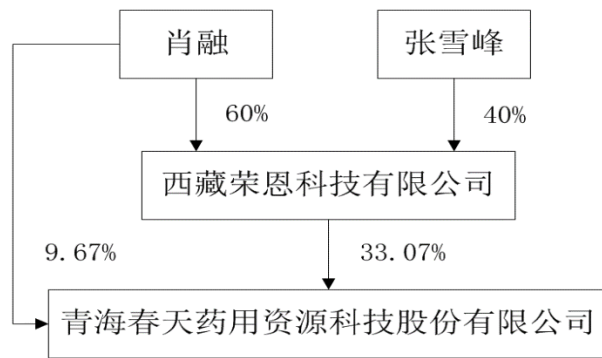 肖融
张雪峰
60%
40%
西藏荣恩科技有限公司
9.67%
33.07%
青海春天药用资源科技股份有限公司